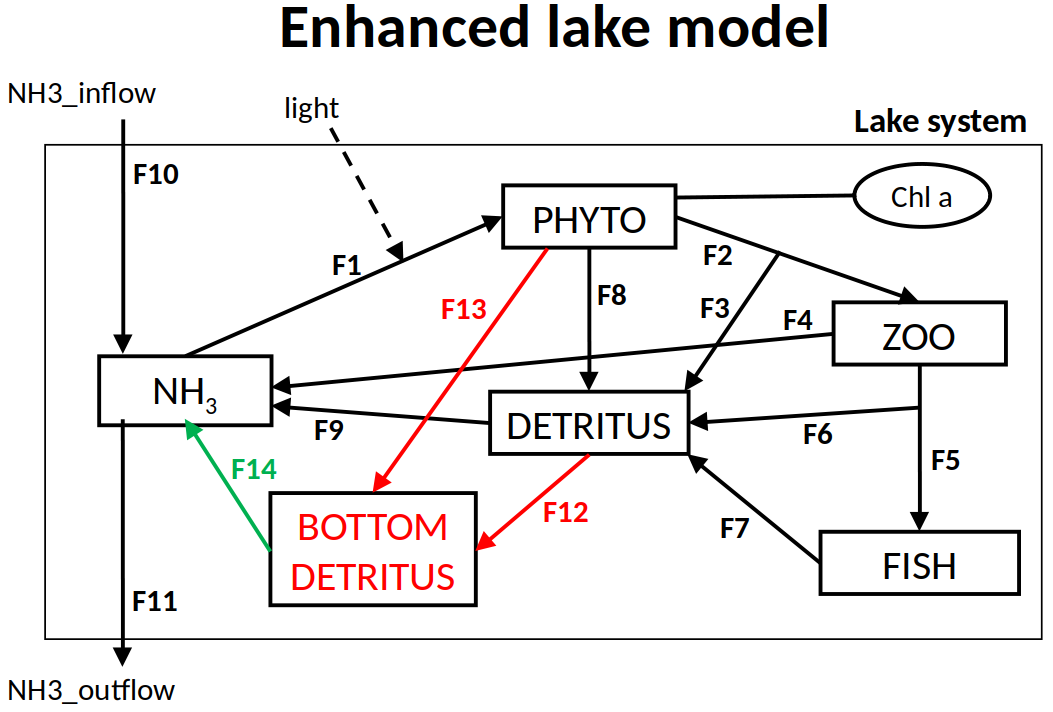 Enhanced lake model
NH3_inflow
light
Lake system
F10
Chl a
PHYTO
F2
F1
F8
F13
F3
F4
ZOO
NH3
DETRITUS
F9
F6
F14
F5
F12
F7
BOTTOM
DETRITUS
FISH
F11
NH3_outflow